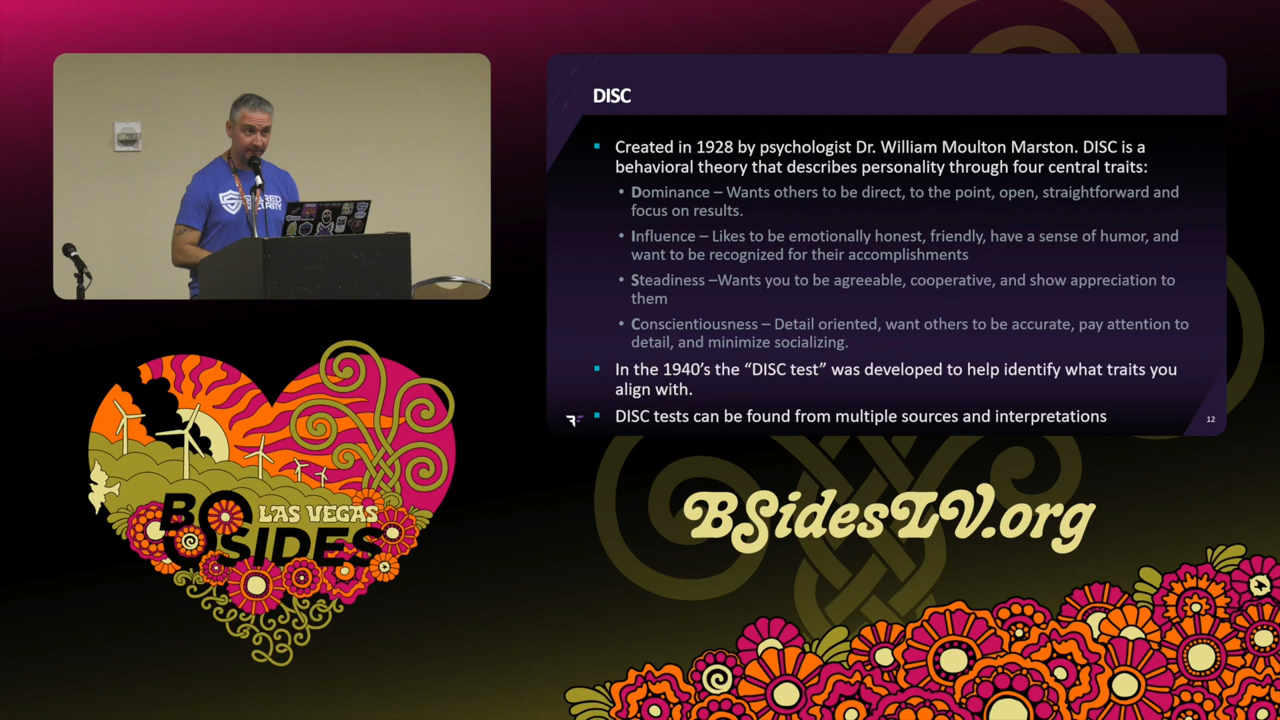 DISC
Created in 1928 by psychologist Dr. William Moulton Marston. DISC is a
behavioral theory that describes personality through four central traits:
Dominance – Wants others to be direct, to the point, open, straightforward and
focus on results.
Influence – Likes to be emotionally honest, friendly, have a sense of humor, and
want to be recognized for their accomplishments
Steadiness –Wants you to be agreeable, cooperative, and show appreciation to
them
Conscientiousness – Detail oriented, want others to be accurate, pay attention to
detail, and minimize socializing.
In the 1940's the “DISC test” was developed to help identify what traits you
align with.
DISC tests can be found from multiple sources and interpretations
12
SECURITY
LAS VEGAS
BSIDES
BSidesLV.org